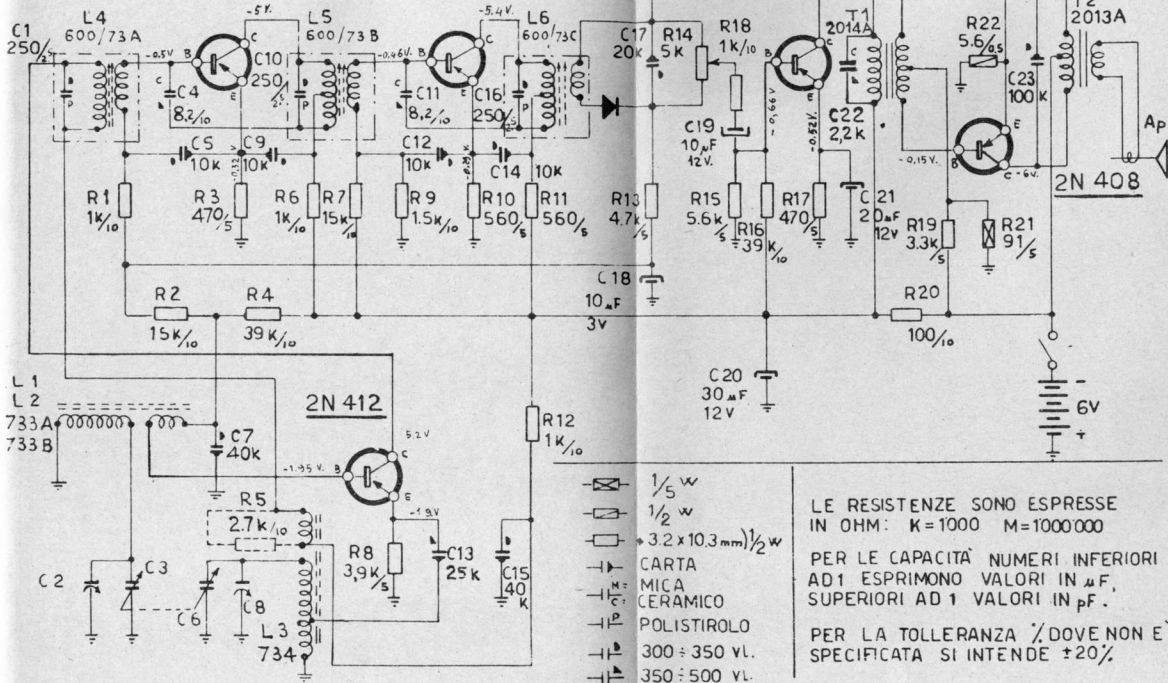 C1
250/25
L4
600/73A
-5V.
L5
600/73B
-5.4V.
L6
600/73C
C17
20K
R14
5K
R18
1K/10
T1
2014A
R22
5.6/0,5
T2
2013A
-0.5V
C
B
E
C10
250/25
-0.46V.
C
B
E
C16
250/25
B
C
E
-0,66V
-0.52V.
C23
100K
P
C4
8,2/10
P
C11
8,2/10
P
C19
10μF
12V.
C22
2,2K
E
B
C
-0,15V.
-6V.
Ap
2N 408
C5
10K
C9
10K
C12
10K
C14
10K
R1
1K/10
R3
470/5
R6
1K/10
R7
15K/10
R9
1.5K/10
R10
560/5
R11
560/5
R13
4.7K/5
R15
5.6K/5
R16
39K/10
R17
470/5
C21
20μF
12V
R19
3.3K/5
R21
91/5
C18
10μF
3V
R2
15K/10
R4
39K/10
R20
100/10
C20
30μF
12V
-
6V
+
L1
L2
733A
733B
C7
40K
2N 412
5.2V
C
B
E
-1.95V.
-1.9V
R12
1K/10
R5
2.7K/10
R8
3,9K/5
C13
25K
C15
40K
C2
C3
C6
C8
L3
734
1/5 W
1/2 W
3.2x10,3mm) 1/2 W
CARTA
M= MICA
C= CERAMICO
P POLISTIROLO
300÷350 VL.
350÷500 VL.
LE RESISTENZE SONO ESPRESSE
IN OHM: K=1000 M=1000'000
PER LE CAPACITÀ NUMERI INFERIORI
AD 1 ESPRIMONO VALORI IN μF,
SUPERIORI AD 1 VALORI IN pF.
PER LA TOLLERANZA % DOVE NON E'
SPECIFICATA SI INTENDE ±20%